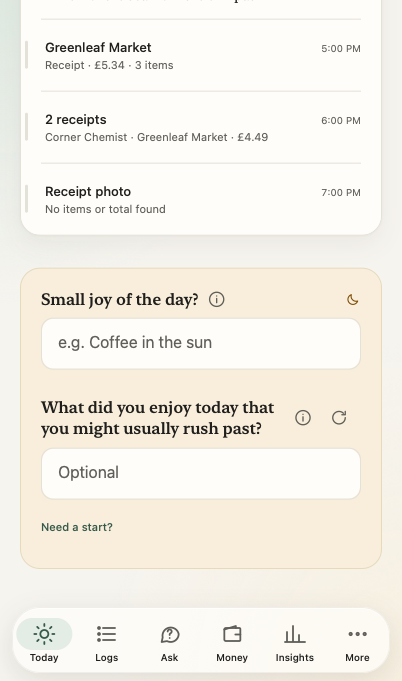 Greenleaf Market
5:00 PM
Receipt · £5.34 · 3 items
2 receipts
6:00 PM
Corner Chemist · Greenleaf Market · £4.49
Receipt photo
7:00 PM
No items or total found
Small joy of the day?
e.g. Coffee in the sun
What did you enjoy today that
you might usually rush past?
Optional
Need a start?
Today
Logs
Ask
Money
Insights
More